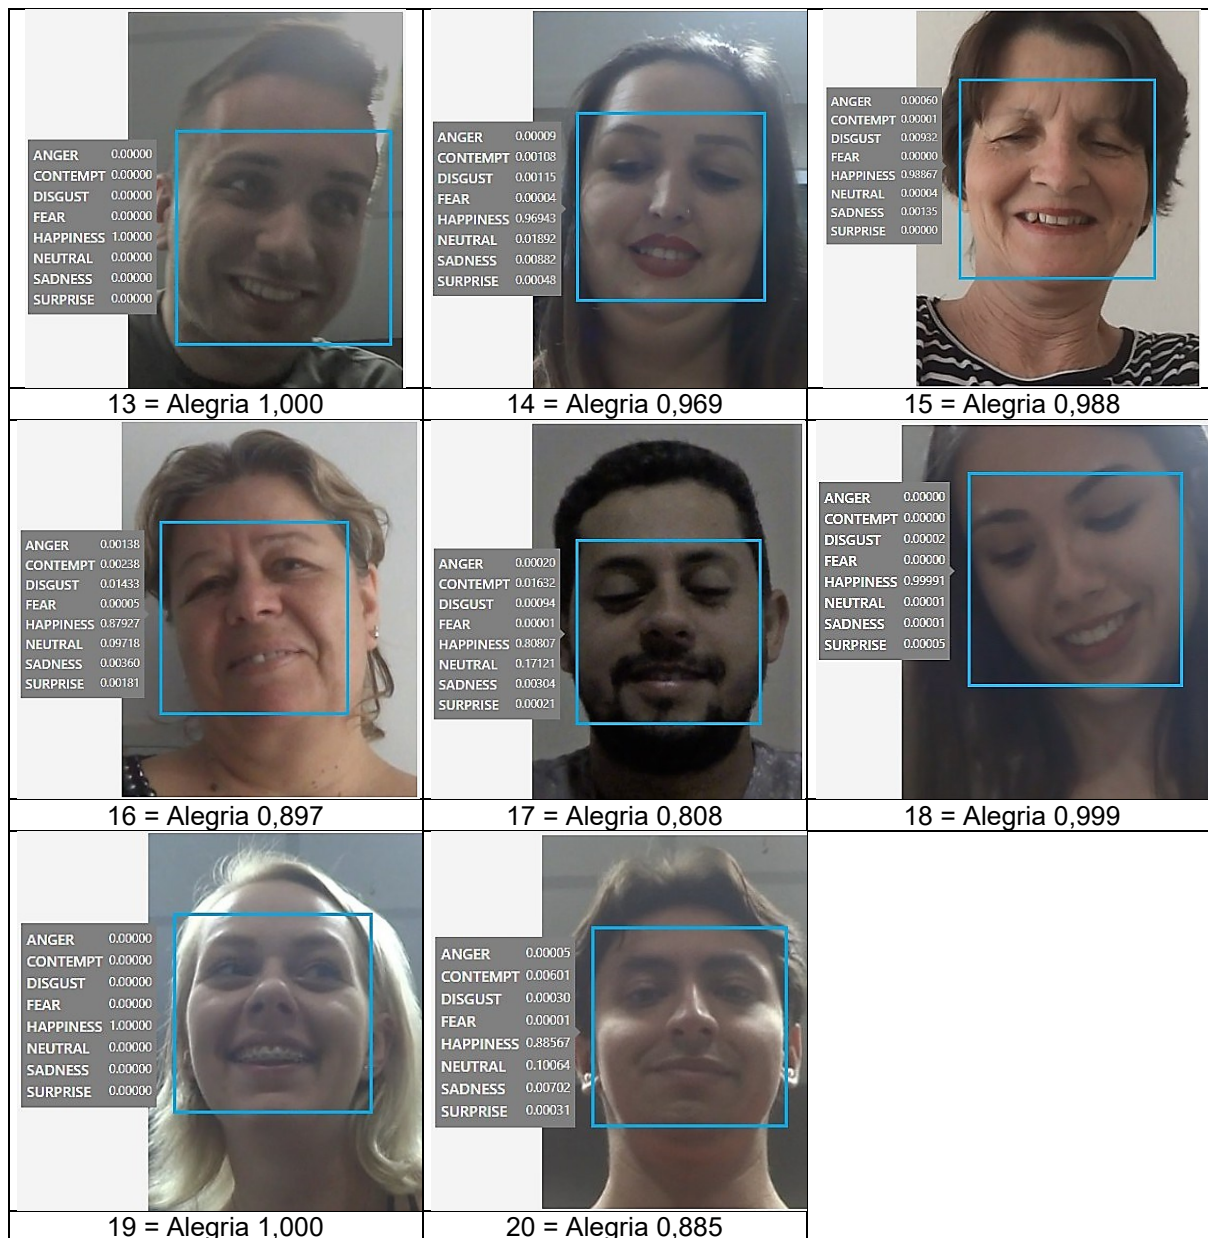 ANGER 0.00000
CONTEMPT 0.00000
DISGUST 0.00000
FEAR 0.00000
HAPPINESS 1.00000
NEUTRAL 0.00000
SADNESS 0.00000
SURPRISE 0.00000
13 = Alegria 1,000
ANGER 0.00009
CONTEMPT 0.00108
DISGUST 0.00115
FEAR 0.00004
HAPPINESS 0.96943
NEUTRAL 0.01892
SADNESS 0.00882
SURPRISE 0.00048
14 = Alegria 0,969
ANGER 0.00060
CONTEMPT 0.00001
DISGUST 0.00932
FEAR 0.00000
HAPPINESS 0.98867
NEUTRAL 0.00004
SADNESS 0.00135
SURPRISE 0.00000
15 = Alegria 0,988
ANGER 0.00138
CONTEMPT 0.00238
DISGUST 0.01433
FEAR 0.00005
HAPPINESS 0.87927
NEUTRAL 0.09718
SADNESS 0.00360
SURPRISE 0.00181
16 = Alegria 0,897
ANGER 0.00020
CONTEMPT 0.01632
DISGUST 0.00094
FEAR 0.00001
HAPPINESS 0.80807
NEUTRAL 0.17121
SADNESS 0.00304
SURPRISE 0.00021
17 = Alegria 0,808
ANGER 0.00000
CONTEMPT 0.00000
DISGUST 0.00002
FEAR 0.00000
HAPPINESS 0.99991
NEUTRAL 0.00001
SADNESS 0.00001
SURPRISE 0.00005
18 = Alegria 0,999
ANGER 0.00000
CONTEMPT 0.00000
DISGUST 0.00000
FEAR 0.00000
HAPPINESS 1.00000
NEUTRAL 0.00000
SADNESS 0.00000
SURPRISE 0.00000
19 = Alegria 1,000
ANGER 0.00005
CONTEMPT 0.00601
DISGUST 0.00030
FEAR 0.00001
HAPPINESS 0.88567
NEUTRAL 0.10064
SADNESS 0.00702
SURPRISE 0.00031
20 = Alegria 0,885